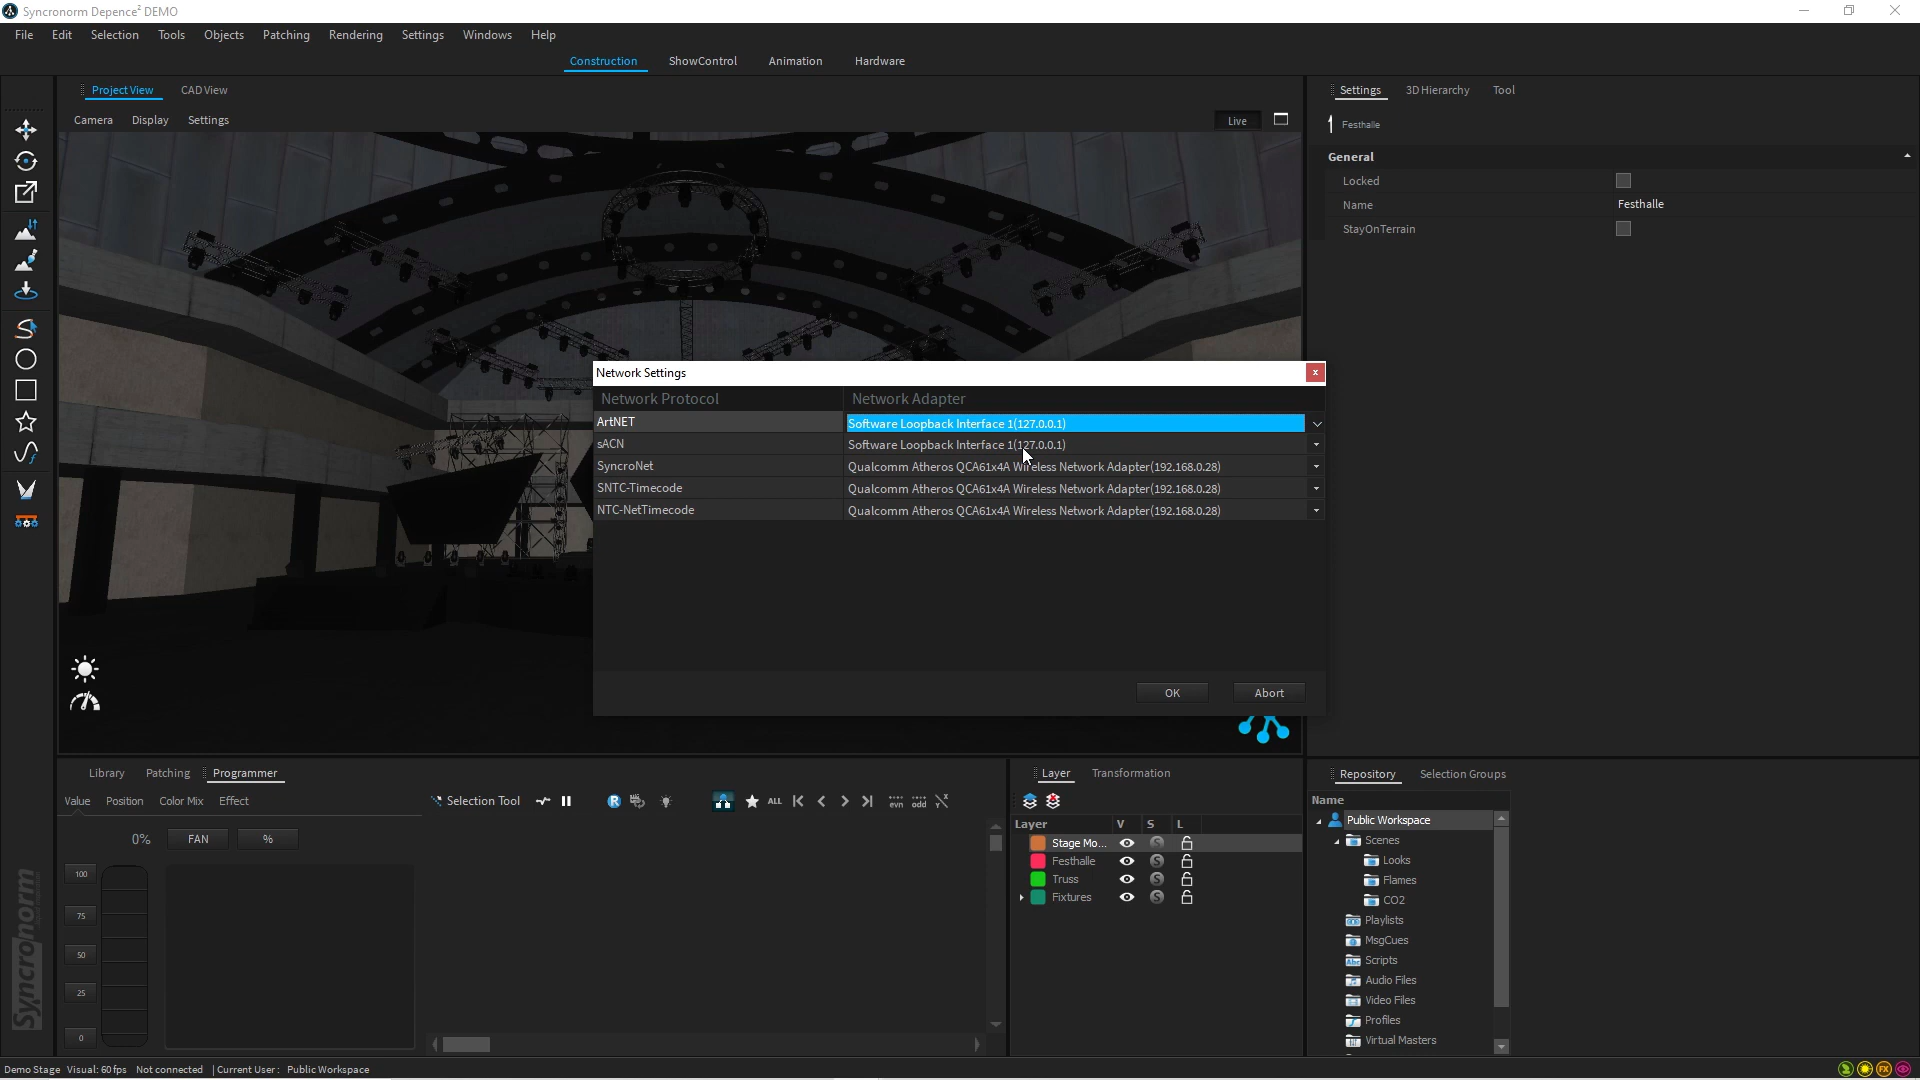 Syncronorm Depence² DEMO
File Edit Selection Tools Objects Patching Rendering Settings Windows Help
Construction ShowControl Animation Hardware
Project View CAD View
Camera Display Settings
Live
Settings 3D Hierarchy Tool
Festhalle
General
Locked
Name Festhalle
StayOnTerrain
Network Settings
x
Network Protocol Network Adapter
ArtNET Software Loopback Interface 1(127.0.0.1)
sACN Software Loopback Interface 1(127.0.0.1)
SyncroNet Qualcomm Atheros QCA61x4A Wireless Network Adapter(192.168.0.28)
SNTC-Timecode Qualcomm Atheros QCA61x4A Wireless Network Adapter(192.168.0.28)
NTC-NetTimecode Qualcomm Atheros QCA61x4A Wireless Network Adapter(192.168.0.28)
OK Abort
Library Patching Programmer
Value Position Color Mix Effect
Selection Tool
R
ALL
evn odd
0% FAN %
100
75
50
25
0
Syncronorm
Layer Transformation
Layer V S L
Stage Mo... S
Festhalle S
Truss S
Fixtures S
Repository Selection Groups
Name
Public Workspace
Scenes
Looks
Flames
CO2
Playlists
MsgCues
Abc Scripts
Audio Files
Video Files
Profiles
Virtual Masters
Demo Stage Visual: 60 fps Not connected | Current User : Public Workspace
FX